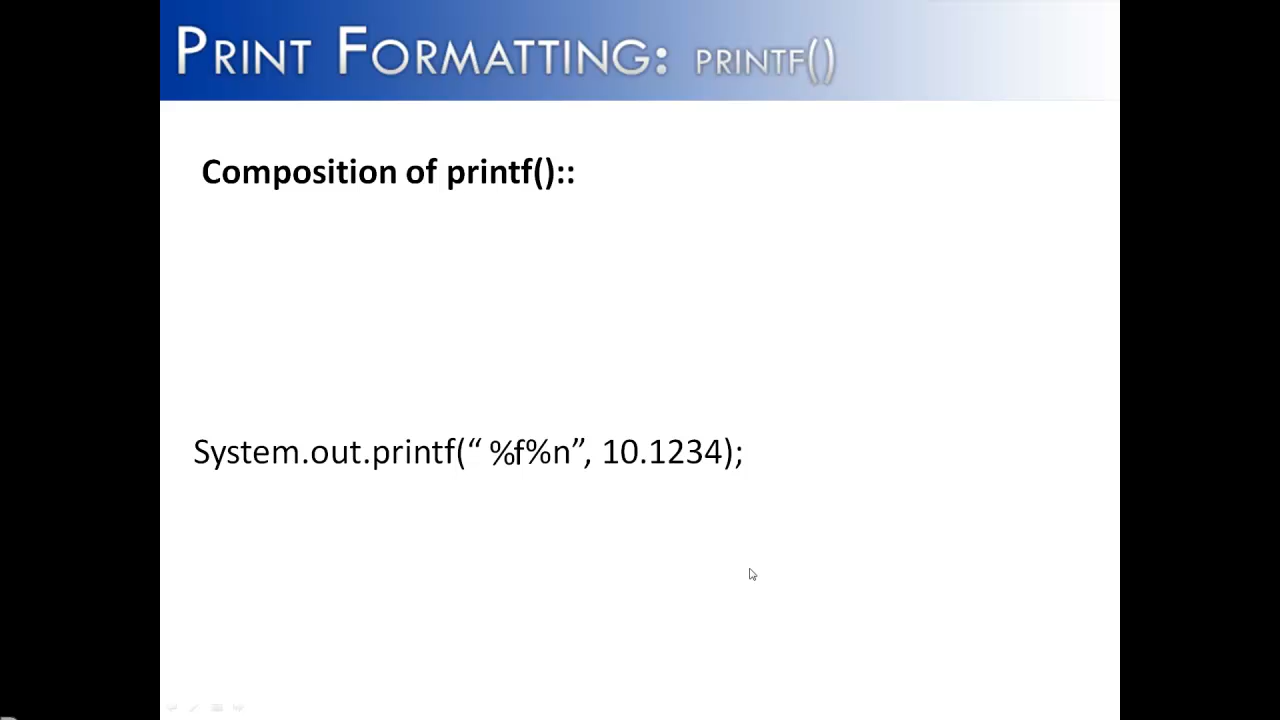 PRINT FORMATTING: PRINTF()
Composition of printf()::
System.out.printf(“ %f%n”, 10.1234);